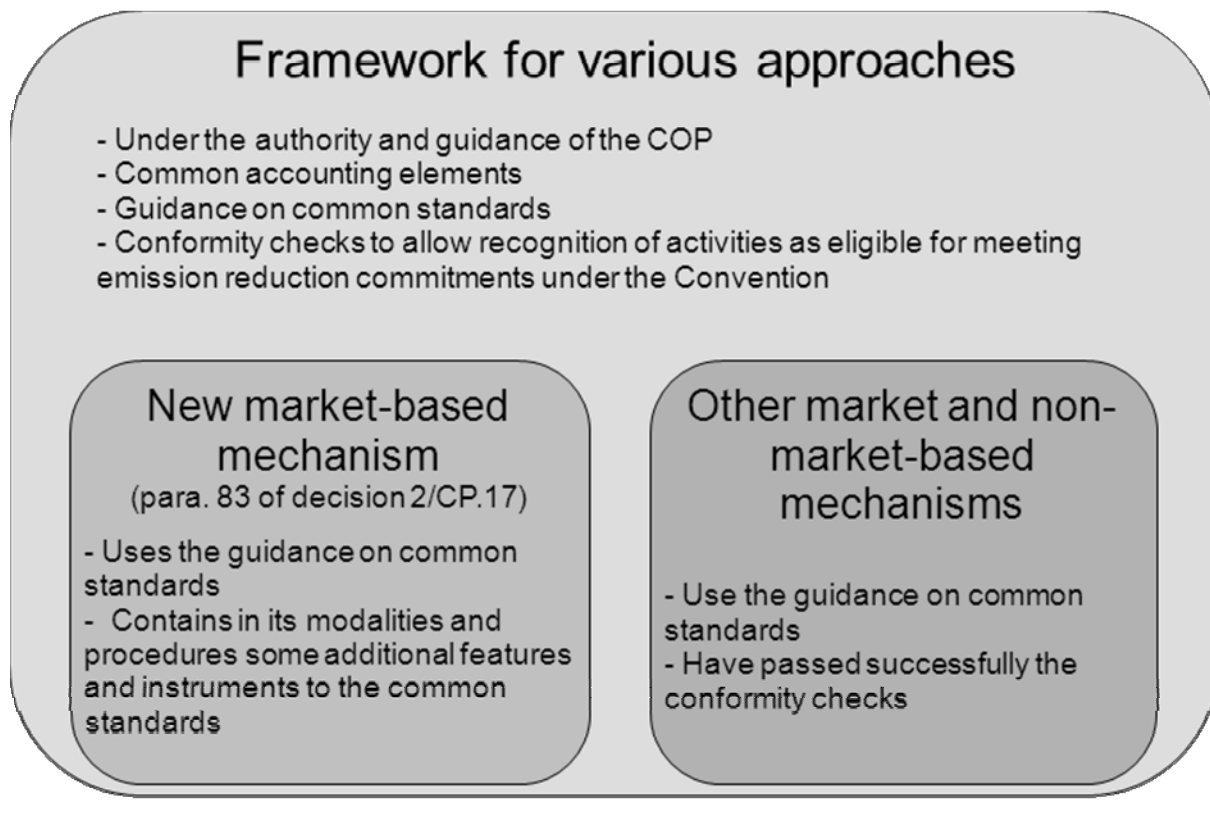 Framework for various approaches
- Under the authority and guidance of the COP
- Common accounting elements
- Guidance on common standards
- Conformity checks to allow recognition of activities as eligible for meeting
emission reduction commitments under the Convention
New market-based
mechanism
(para. 83 of decision 2/CP.17)
- Uses the guidance on common
standards
- Contains in its modalities and
procedures some additional features
and instruments to the common
standards
Other market and non-
market-based
mechanisms
- Use the guidance on common
standards
- Have passed successfully the
conformity checks